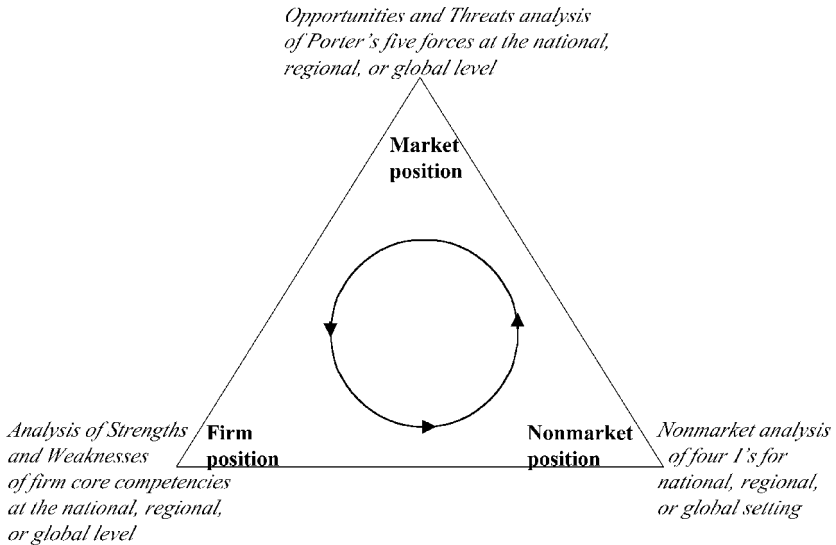 Opportunities and Threats analysis
of Porter's five forces at the national,
regional, or global level
Market
position
Analysis of Strengths
and Weaknesses
of firm core competencies
at the national, regional,
or global level
Firm
position
Nonmarket
position
Nonmarket analysis
of four I's for
national, regional,
or global setting